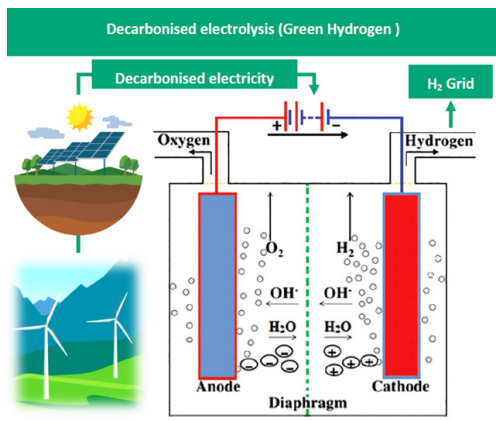 Decarbonised electrolysis (Green Hydrogen )
Decarbonised electricity
H₂ Grid
+ −
Oxygen
Hydrogen
O₂
H₂
OH⁻
OH⁻
H₂O
H₂O
− − − −
+ + + +
Anode
Cathode
Diaphragm